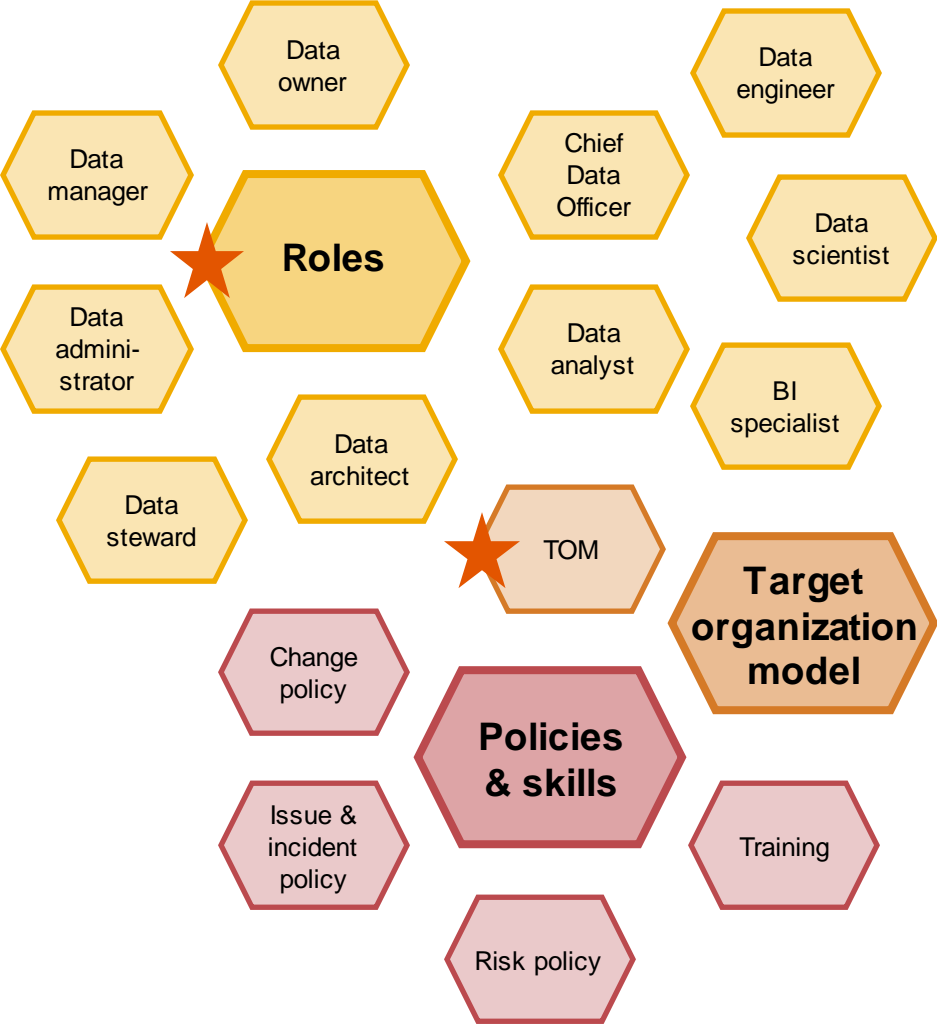 Data
owner
Data
engineer
Data
manager
Chief
Data
Officer
Roles
Data
scientist
Data
admini-
strator
Data
analyst
BI
specialist
Data
architect
Data
steward
TOM
Target
organization
model
Change
policy
Policies
& skills
Issue &
incident
policy
Training
Risk policy